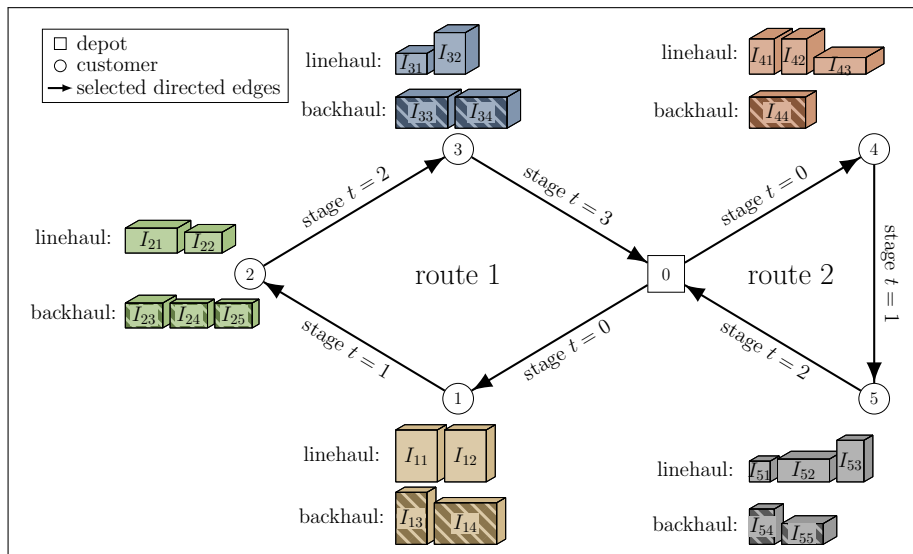 depot
customer
selected directed edges
linehaul:
I31
I32
backhaul:
I33
I34
linehaul:
I41
I42
I43
backhaul:
I44
3
4
stage t = 2
stage t = 3
stage t = 0
linehaul:
I21
I22
2
route 1
0
route 2
stage t = 1
backhaul:
I23
I24
I25
stage t = 1
stage t = 0
stage t = 2
1
5
linehaul:
I11
I12
backhaul:
I13
I14
linehaul:
I51
I52
I53
backhaul:
I54
I55